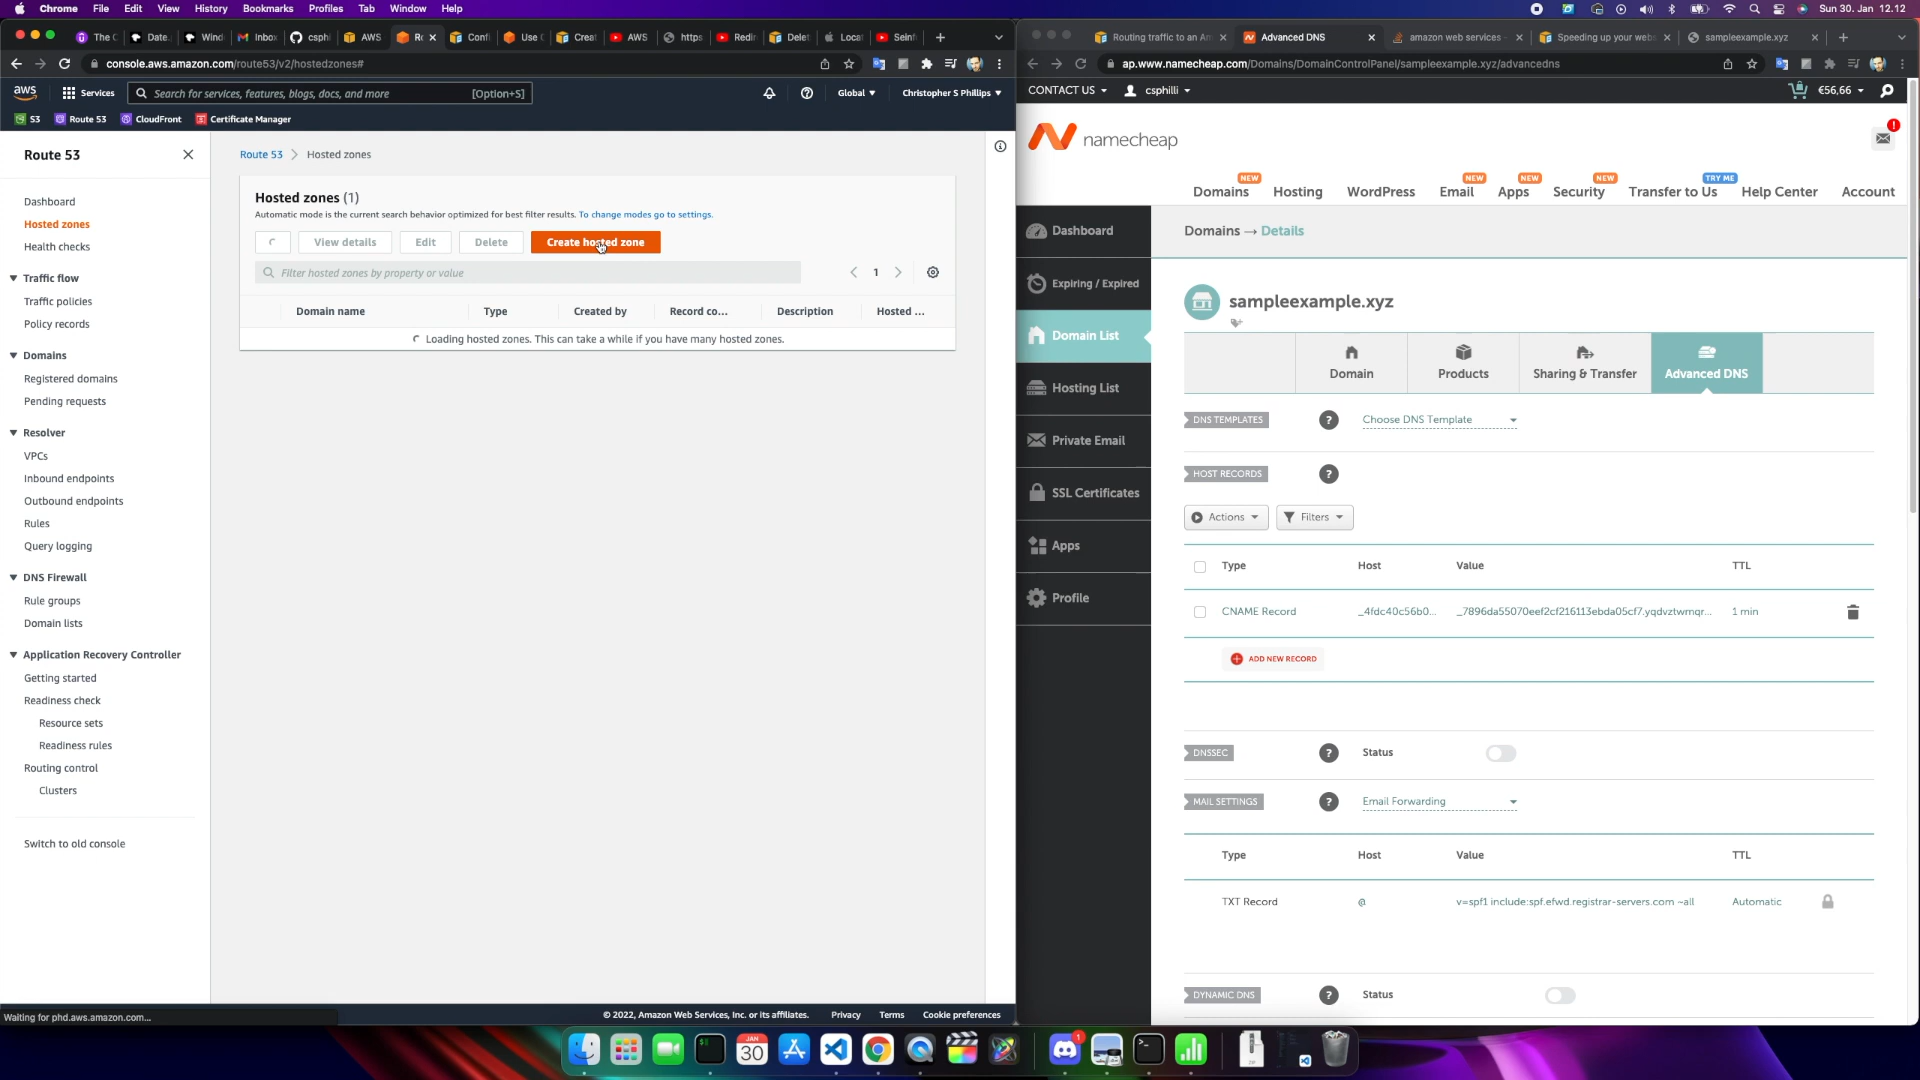 Chrome File Edit View History Bookmarks Profiles Tab Window Help
Sun 30. Jan 12.12
The C Date. Wind Inbox csphi AWS Ro Confi Use C Creat AWS https Redir Delet Locat Seinf
console.aws.amazon.com/route53/v2/hostedzones#
aws Services Search for services, features, blogs, docs, and more [Option+S] Global Christopher S Phillips
S3 Route 53 CloudFront Certificate Manager
Route 53
Dashboard
Hosted zones
Health checks
Traffic flow
Traffic policies
Policy records
Domains
Registered domains
Pending requests
Resolver
VPCs
Inbound endpoints
Outbound endpoints
Rules
Query logging
DNS Firewall
Rule groups
Domain lists
Application Recovery Controller
Getting started
Readiness check
Resource sets
Readiness rules
Routing control
Clusters
Switch to old console
Route 53 > Hosted zones
Hosted zones (1)
Automatic mode is the current search behavior optimized for best filter results. To change modes go to settings.
View details Edit Delete Create hosted zone
Filter hosted zones by property or value
1
Domain name Type Created by Record co... Description Hosted ...
Loading hosted zones. This can take a while if you have many hosted zones.
Waiting for phd.aws.amazon.com...
© 2022, Amazon Web Services, Inc. or its affiliates. Privacy Terms Cookie preferences
Routing traffic to an Am Advanced DNS amazon web services - Speeding up your webs sampleexample.xyz
ap.www.namecheap.com/Domains/DomainControlPanel/sampleexample.xyz/advancedns
CONTACT US csphilli €56,66
namecheap
!
NEW NEW NEW NEW TRY ME
Domains Hosting WordPress Email Apps Security Transfer to Us Help Center Account
Dashboard
Expiring / Expired
Domain List
Hosting List
Private Email
SSL Certificates
Apps
Profile
Domains → Details
sampleexample.xyz
Domain Products Sharing & Transfer Advanced DNS
DNS TEMPLATES ? Choose DNS Template
HOST RECORDS ?
Actions Filters
Type Host Value TTL
CNAME Record _4fdc40c56b0... _7896da55070eef2cf216113ebda05cf7.yqdvztwmqr... 1 min
ADD NEW RECORD
DNSSEC ? Status
MAIL SETTINGS ? Email Forwarding
Type Host Value TTL
TXT Record @ v=spf1 include:spf.efwd.registrar-servers.com ~all Automatic
DYNAMIC DNS ? Status
JAN
30
1
ZIP